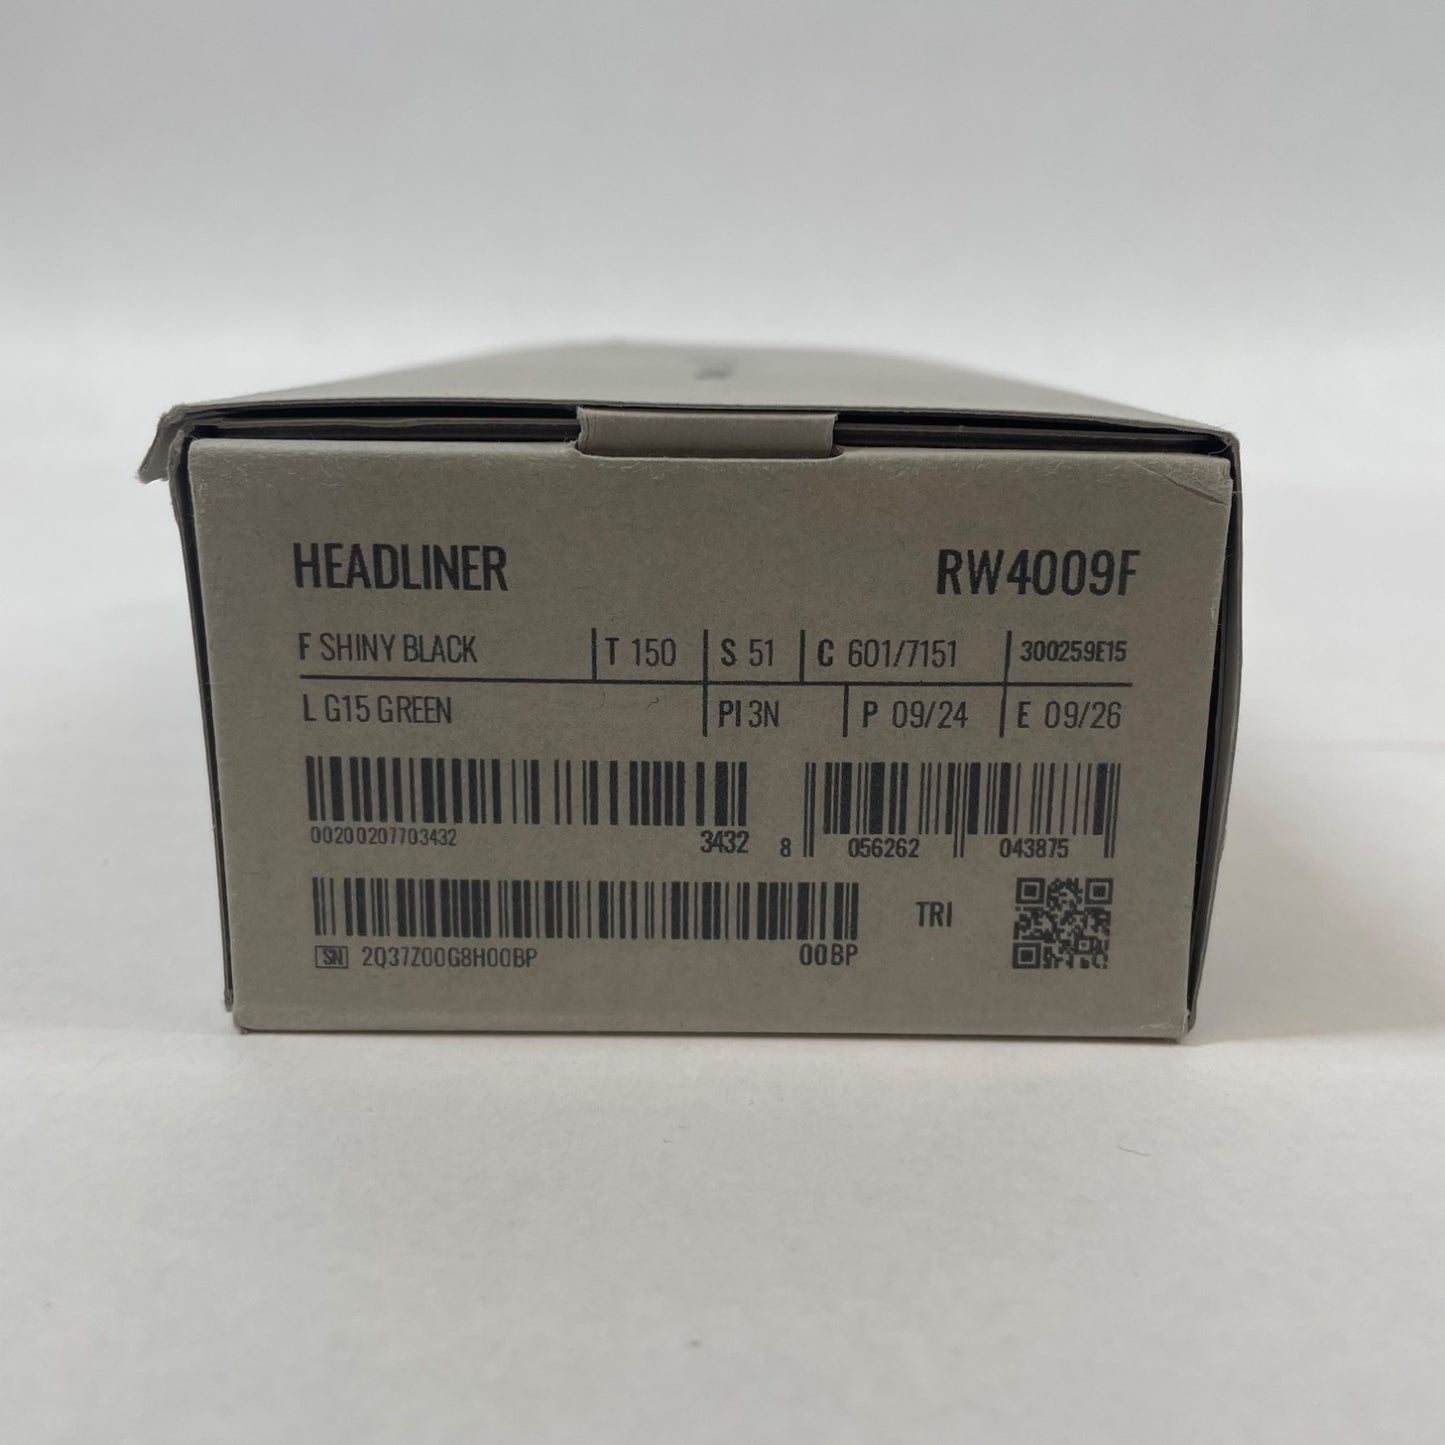 HEADLINER RW4009F
F SHINY BLACK T 150 S 51 C 601/7151 300259E15
L G15 GREEN PI 3N P 09/24 E 09/26
00200207703432 3432 8 056262 043875
TRI
SN 2Q37Z00G8H00BP 00BP